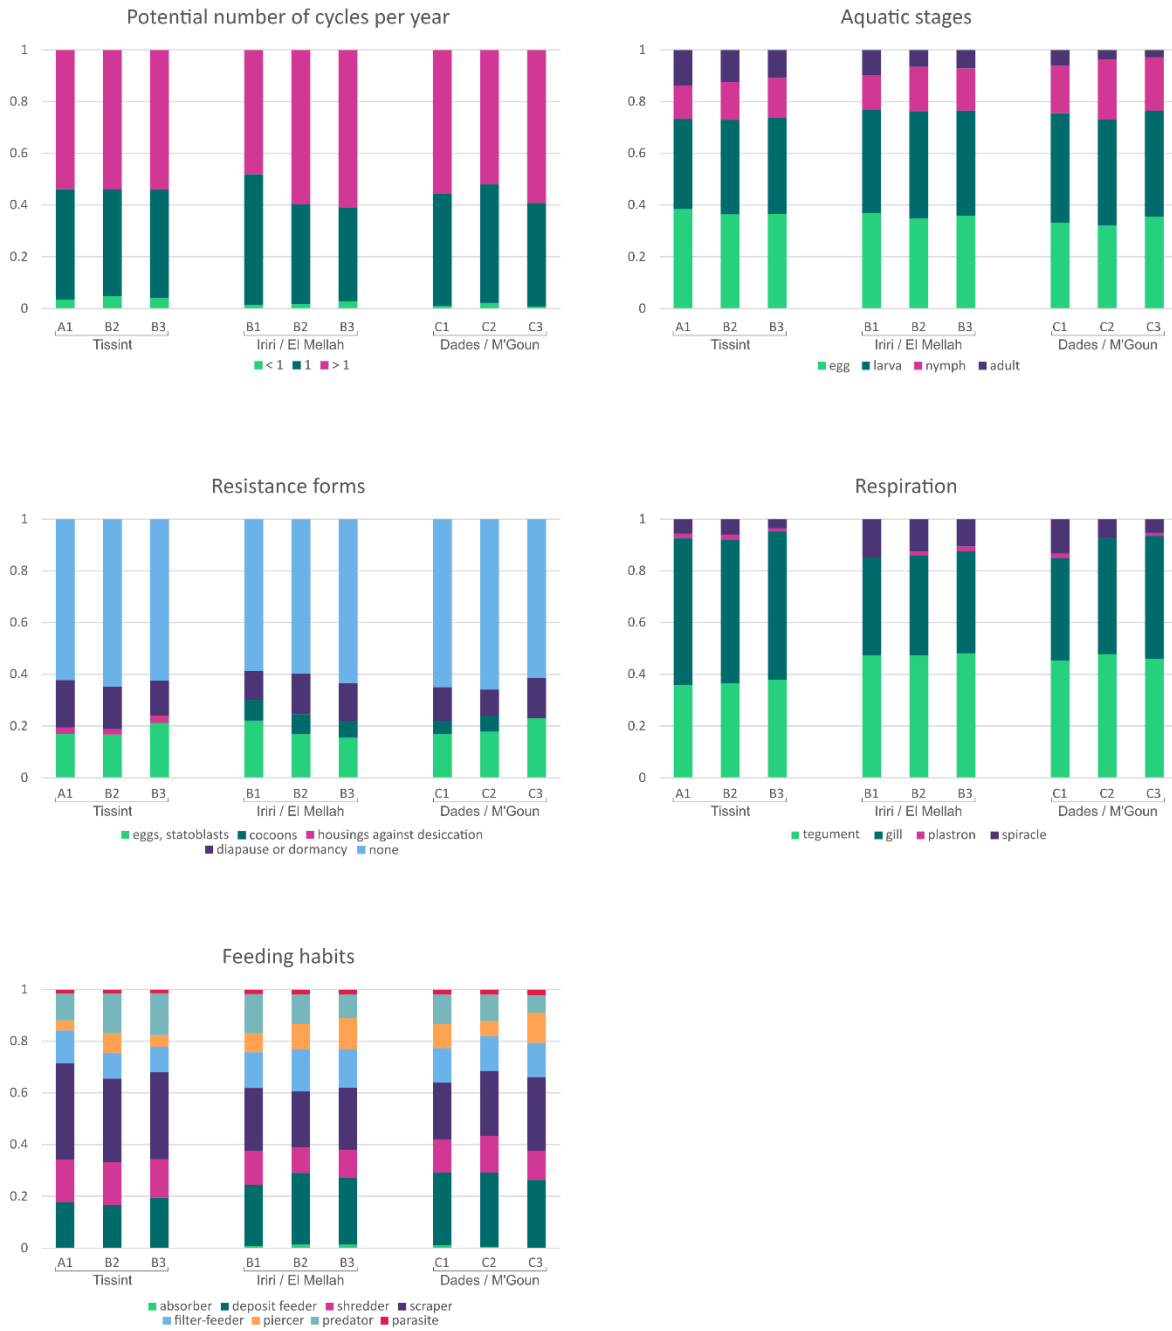 Potential number of cycles per year
1
0.8
0.6
0.4
0.2
0
A1 B2 B3 B1 B2 B3 C1 C2 C3
Tissint Iriri / El Mellah Dades / M'Goun
< 1 1 > 1
Aquatic stages
1
0.8
0.6
0.4
0.2
0
A1 B2 B3 B1 B2 B3 C1 C2 C3
Tissint Iriri / El Mellah Dades / M'Goun
egg larva nymph adult
Resistance forms
1
0.8
0.6
0.4
0.2
0
A1 B2 B3 B1 B2 B3 C1 C2 C3
Tissint Iriri / El Mellah Dades / M'Goun
eggs, statoblasts cocoons housings against desiccation
diapause or dormancy none
Respiration
1
0.8
0.6
0.4
0.2
0
A1 B2 B3 B1 B2 B3 C1 C2 C3
Tissint Iriri / El Mellah Dades / M'Goun
tegument gill plastron spiracle
Feeding habits
1
0.8
0.6
0.4
0.2
0
A1 B2 B3 B1 B2 B3 C1 C2 C3
Tissint Iriri / El Mellah Dades / M'Goun
absorber deposit feeder shredder scraper
filter-feeder piercer predator parasite